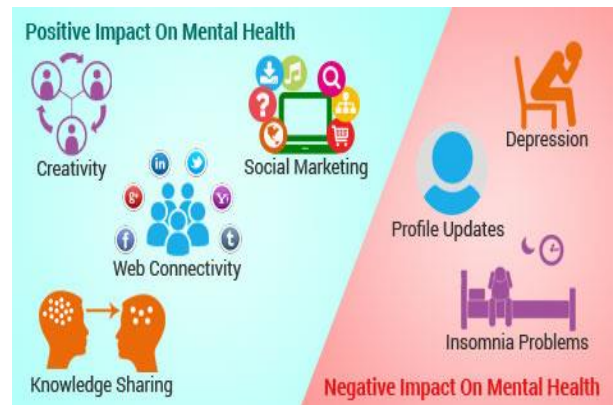 Positive Impact On Mental Health
Creativity
Social Marketing
?
in
g+
Y!
f
t
Web Connectivity
Knowledge Sharing
Depression
Profile Updates
Insomnia Problems
Negative Impact On Mental Health